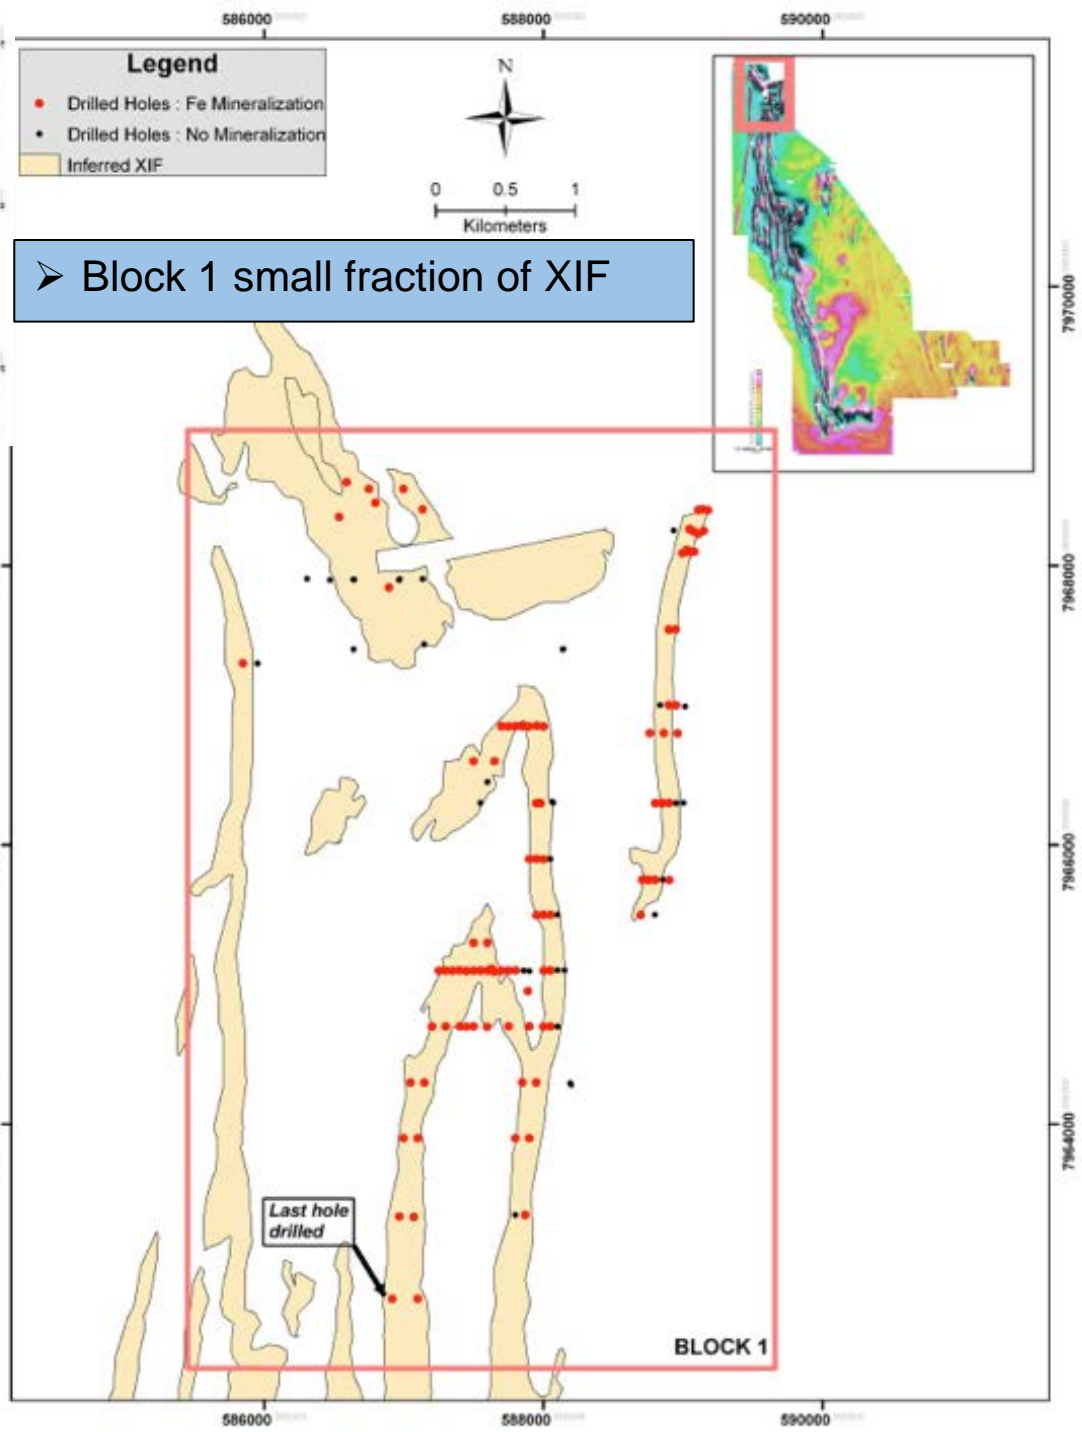 586000
588000
590000
Legend
Drilled Holes : Fe Mineralization
Drilled Holes : No Mineralization
Inferred XIF
N
0 0.5 1
Kilometers
➤ Block 1 small fraction of XIF
7970000
7968000
7966000
7964000
Last hole
drilled
BLOCK 1
586000
588000
590000